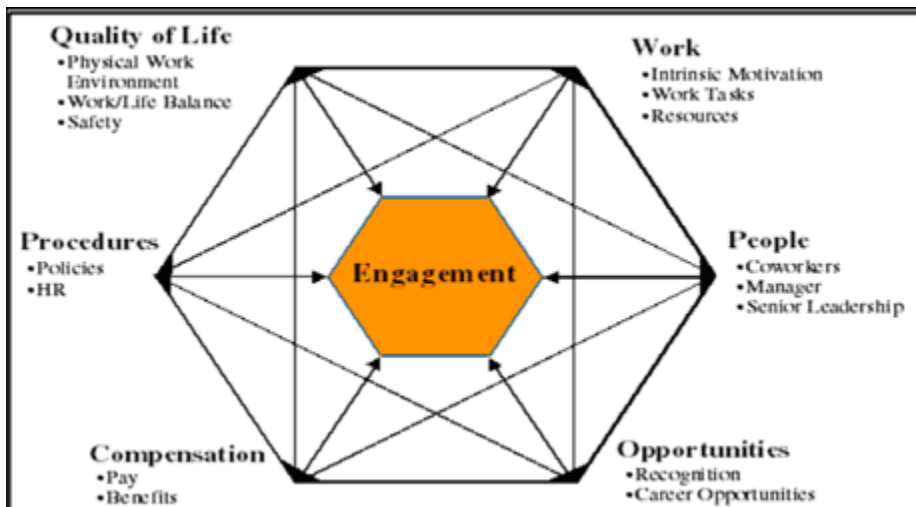 Quality of Life
•Physical Work
Environment
•Work/Life Balance
•Safety
Work
•Intrinsic Motivation
•Work Tasks
•Resources
Procedures
•Policies
•HR
Engagement
People
•Coworkers
•Manager
•Senior Leadership
Compensation
•Pay
•Benefits
Opportunities
•Recognition
•Career Opportunities